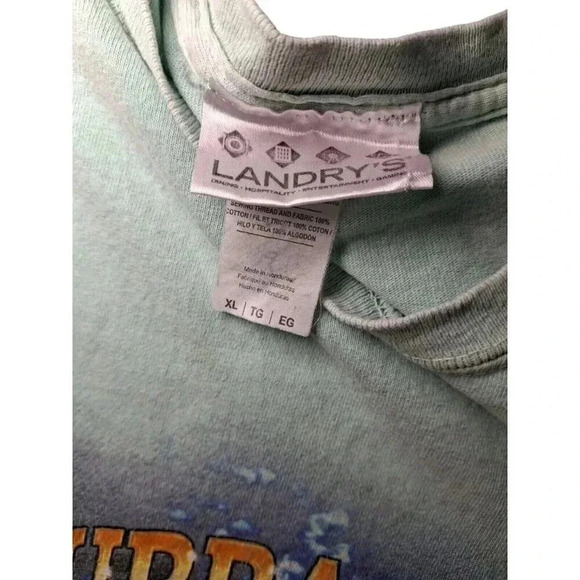 LANDRY'S
DINING • HOSPITALITY • ENTERTAINMENT • GAMING
SEWING THREAD AND FABRIC 100%
COTTON / FIL ET TRICOT 100% COTON /
HILO Y TELA 100% ALGODÓN
Made in Honduras
Fabriqué au Honduras
Hecho en Honduras
XL | TG | EG